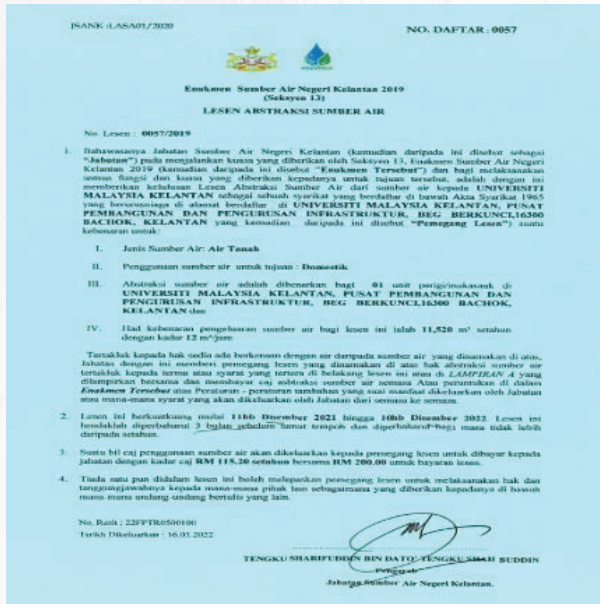 JSANK :LASA01/2020
NO. DAFTAR : 0057
Enakmen Sumber Air Negeri Kelantan 2019
(Seksyen 13)
LESEN ABSTRAKSI SUMBER AIR
No. Lesen : 0057/2019
1. Bahawasanya Jabatan Sumber Air Negeri Kelantan (kemudian daripada ini disebut sebagai
"Jabatan") pada menjalankan kuasa yang diberikan oleh Seksyen 13, Enakmen Sumber Air Negeri
Kelantan 2019 (kemudian daripada ini disebut "Enakmen Tersebut") dan bagi melaksanakan
semua fungsi dan kuasa yang diberikan kepadanya untuk tujuan tersebut, adalah dengan ini
memberikan kelulusan Lesen Abstraksi Sumber Air dari sumber air kepada UNIVERSITI
MALAYSIA KELANTAN sebagai sebuah syarikat yang berdaftar di bawah Akta Syarikat 1965
yang beralamat di alamat berdaftar di UNIVERSITI MALAYSIA KELANTAN, PUSAT
PEMBANGUNAN DAN PENGURUSAN INFRASTRUKTUR, BEG BERKUNCI,16300
BACHOK, KELANTAN yang kemudian daripada ini disebut "Pemegang Lesen") suatu
kebenaran untuk:
I. Jenis Sumber Air: Air Tanah
II. Penggunaan sumber air untuk tujuan : Domestik
III. Abstraksi sumber air adalah dibenarkan bagi 01 unit perigi/muka di
UNIVERSITI MALAYSIA KELANTAN, PUSAT PEMBANGUNAN DAN
PENGURUSAN INFRASTRUKTUR, BEG BERKUNCI,16300 BACHOK,
KELANTAN dan
IV. Had kebenaran pengeluaran sumber air bagi lesen ini ialah 11,520 m³ setahun
dengan kadar 12 m³/jam
Tertakluk kepada hak sedia ada berkenaan dengan air daripada sumber air yang dinamakan di atas,
Jabatan dengan ini memberi pemegang lesen yang dinamakan di atas hak abstraksi sumber air
tertakluk kepada terma atau syarat yang tertera di belakang lesen ini atau di LAMPIRAN A yang
dilampirkan bersama dan membayar caj abstraksi sumber air semasa Atau peruntukan di dalam
Enakmen Tersebut atau Peraturan - peraturan tambahan yang suai manfaat dikeluarkan oleh Jabatan
atau mana-mana syarat yang akan dikeluarkan oleh Jabatan dari semasa ke semasa.
2. Lesen ini berkuatkuasa mulai 11hb Disember 2021 hingga 10hb Disember 2022. Lesen ini
hendaklah diperbaharui 3 bulan sebelum tamat tempoh dan diperbaharui bagi masa tidak lebih
daripada setahun.
3. Suatu bil caj penggunaan sumber air akan dikeluarkan kepada pemegang lesen untuk dibayar kepada
jabatan dengan kadar caj RM 115.20 setahun bersama RM 200.00 untuk bayaran lesen.
4. Tiada satu pun didalam lesen ini boleh melepaskan pemegang lesen untuk melaksanakan hak dan
tanggungjawabnya kepada mana-mana pihak lain sebagaimana yang diberikan kepadanya di bawah
mana-mana undang-undang bertulis yang lain.
No. Resit : 22FPTR0500100
Tarikh Dikeluarkan : 16.01.2022
TENGKU SHARIFUDDIN BIN DATO' TENGKU SHAH BUDDIN
Pengarah
Jabatan Sumber Air Negeri Kelantan.